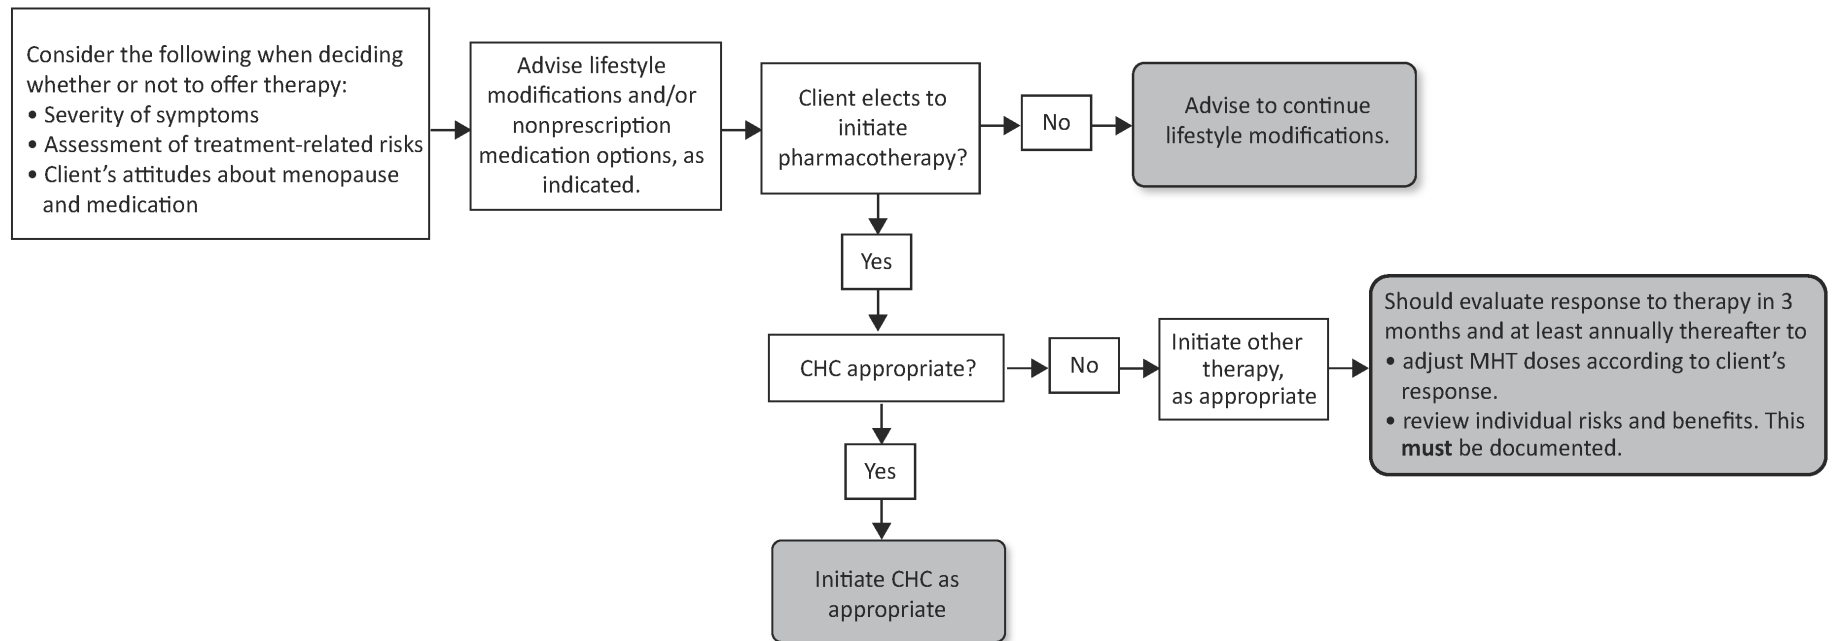 Consider the following when deciding
whether or not to offer therapy:
• Severity of symptoms
• Assessment of treatment-related risks
• Client's attitudes about menopause
and medication
Advise lifestyle
modifications and/or
nonprescription
medication options, as
indicated.
Client elects to
initiate
pharmacotherapy?
No
Advise to continue
lifestyle modifications.
Yes
CHC appropriate?
No
Initiate other
therapy,
as appropriate
Should evaluate response to therapy in 3
months and at least annually thereafter to
• adjust MHT doses according to client's
response.
• review individual risks and benefits. This
must be documented.
Yes
Initiate CHC as
appropriate